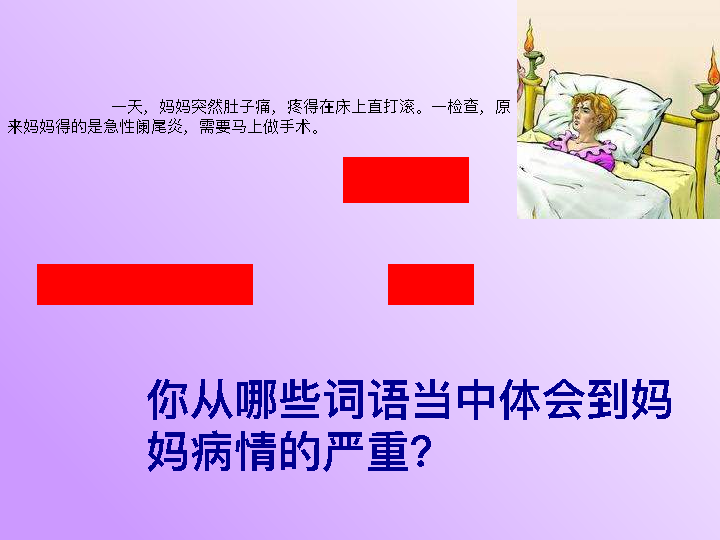 一天，妈妈突然肚子痛，疼得在床上直打滚。一检查，原
来妈妈得的是急性阑尾炎，需要马上做手术。
你从哪些词语当中体会到妈
妈病情的严重?